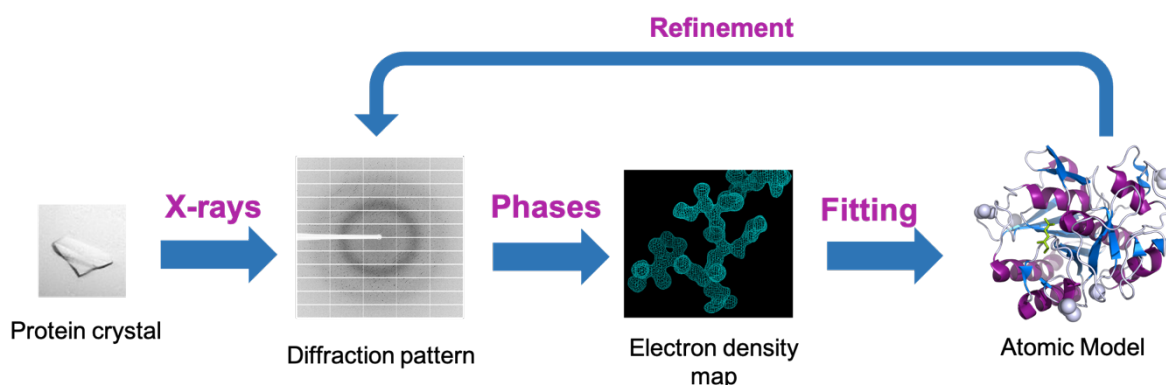 Refinement
X-rays
Phases
Fitting
Protein crystal
Diffraction pattern
Electron density
map
Atomic Model